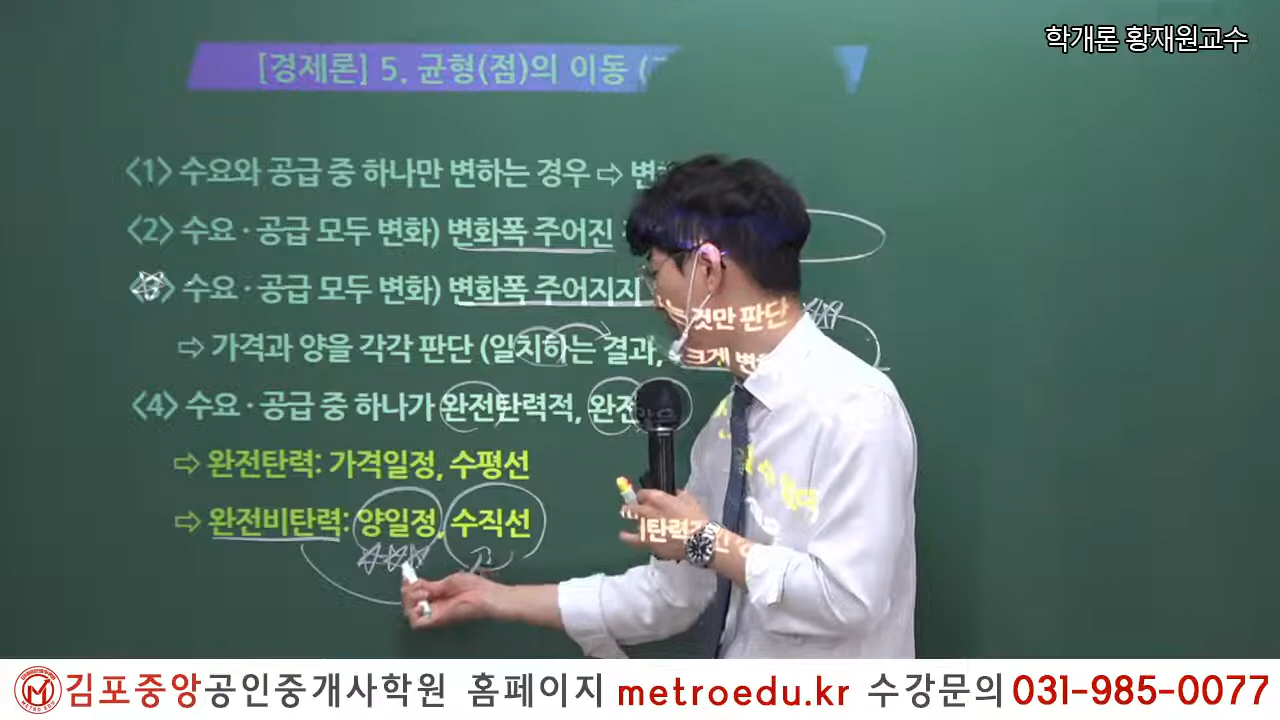 학개론 황재원교수
[경제론] 5. 균형(점)의 이동 (
<1> 수요와 공급 중 하나만 변하는 경우 ⇨
<2> 수요·공급 모두 변화) 변화폭 주어진
수요·공급 모두 변화) 변화폭 주어지지 것만 판단
⇨ 가격과 양을 각각 판단 (일치하는 결과, 크게
<4> 수요·공급 중 하나가 완전탄력적,
⇨ 완전탄력: 가격일정, 수평선
⇨ 완전비탄력: 양일정, 수직선
김포중앙공인중개사학원 홈페이지 metroedu.kr 수강문의 031-985-0077